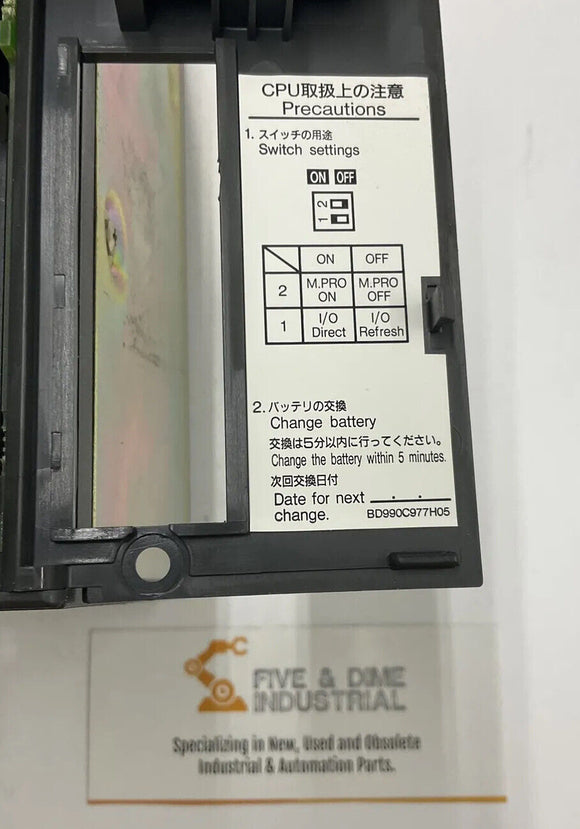 CPU取扱上の注意
Precautions
1. スイッチの用途
Switch settings
ON OFF
1 2
ON OFF
2 M.PRO ON M.PRO OFF
1 I/O Direct I/O Refresh
2. バッテリの交換
Change battery
交換は5分以内に行ってください。
Change the battery within 5 minutes.
次回交換日付
Date for next . .
change. BD990C977H05
FIVE & DIME
INDUSTRIAL
Specializing in New, Used and Obsolete
Industrial & Automation Parts.